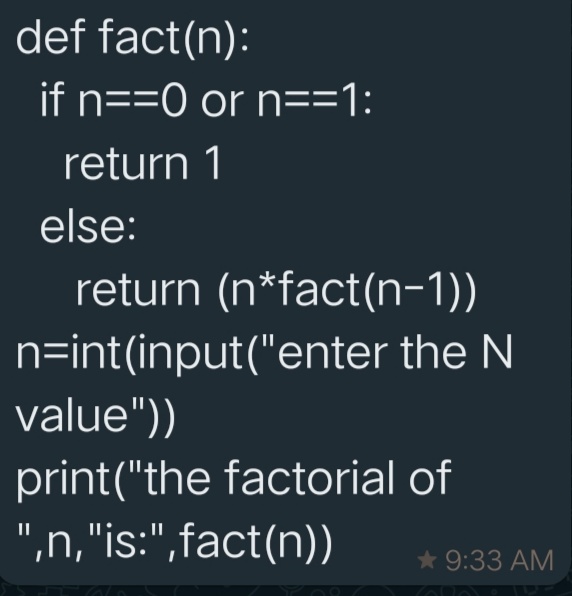 def fact(n):
  if n==0 or n==1:
    return 1
  else:
     return (n*fact(n-1))
n=int(input("enter the N
value"))
print("the factorial of
",n,"is:",fact(n))
★ 9:33 AM